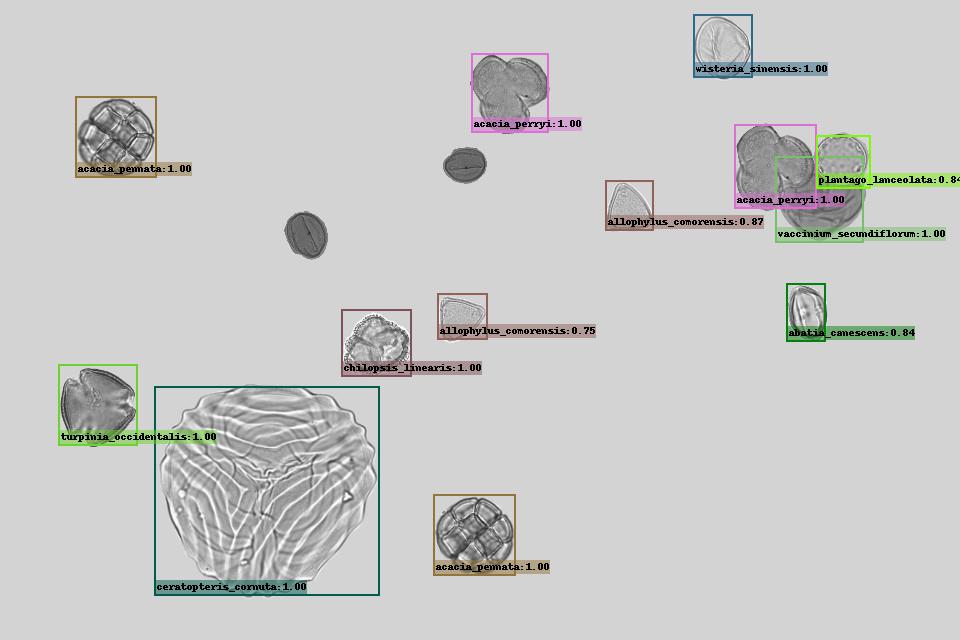 wisteria_sinensis:1.00
acacia_perryi:1.00
acacia_pennata:1.00
plantago_lanceolata:0.84
acacia_perryi:1.00
allophylus_comorensis:0.87
vaccinium_secundiflorum:1.00
allophylus_comorensis:0.75
abatia_canescens:0.84
chilopsis_linearis:1.00
turpinia_occidentalis:1.00
acacia_pennata:1.00
ceratopteris_cornuta:1.00